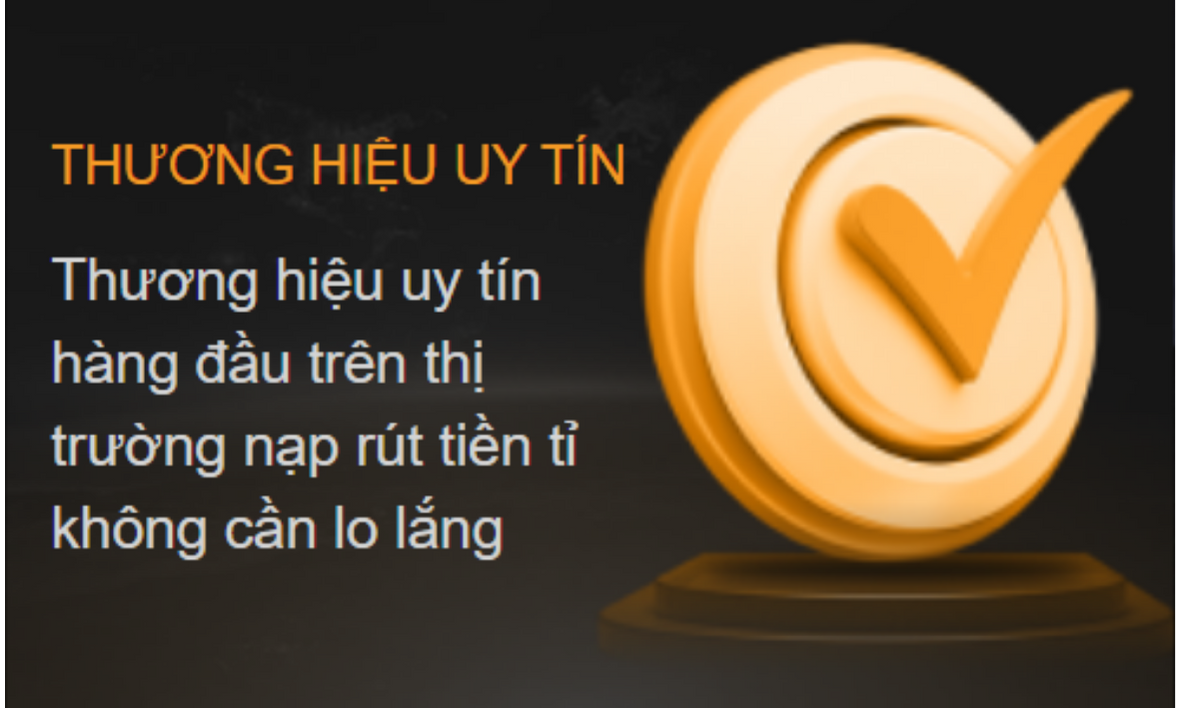 THƯƠNG HIỆU UY TÍN
Thương hiệu uy tín
hàng đầu trên thị
trường nạp rút tiền tỉ
không cần lo lắng